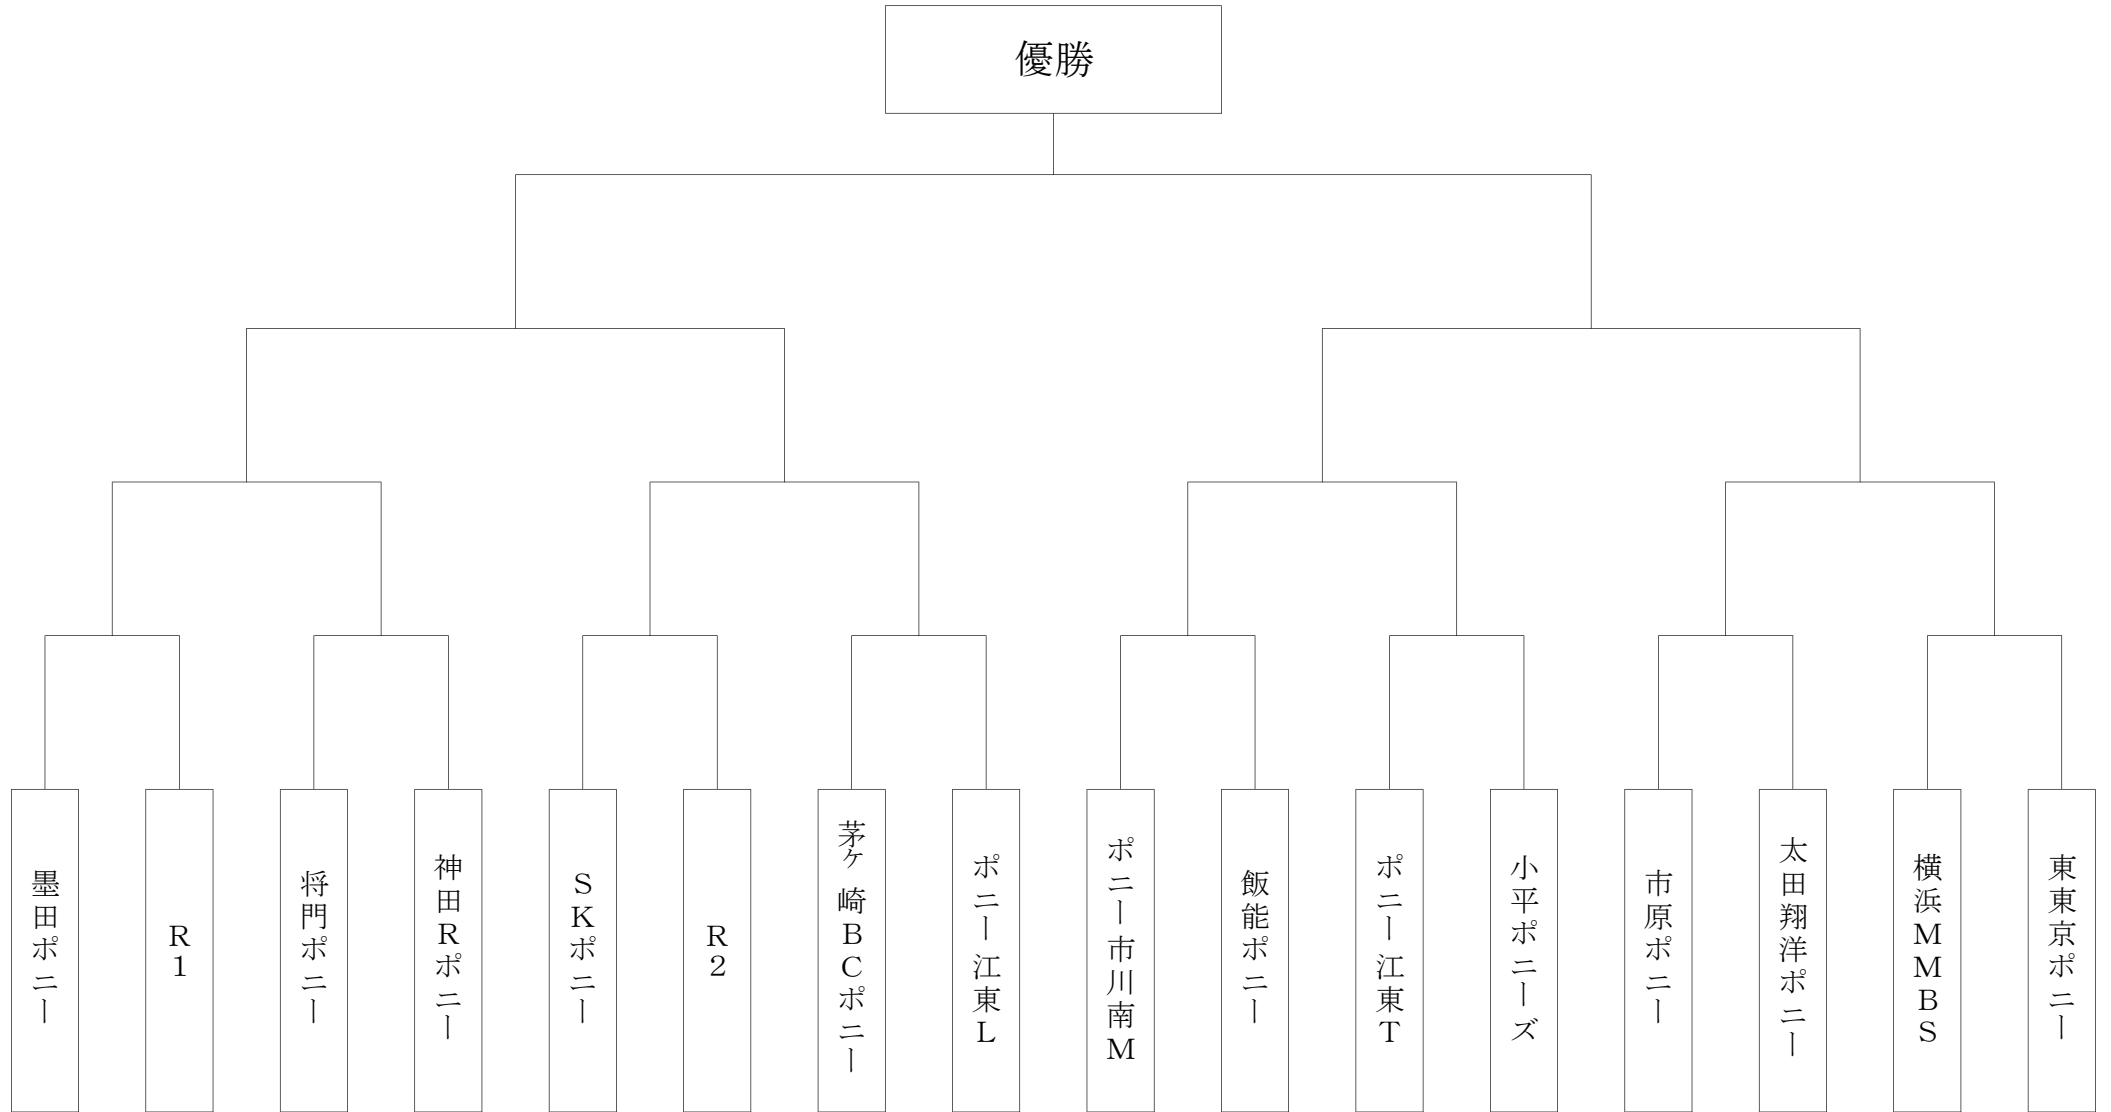 優勝
墨田ポニー
R1
将門ポニー
神田Rポニー
SKポニー
R2
茅ヶ崎BCポニー
ポニー江東L
ポニー市川南M
飯能ポニー
ポニー江東T
小平ポニーズ
市原ポニー
太田翔洋ポニー
横浜MMBS
東東京ポニー